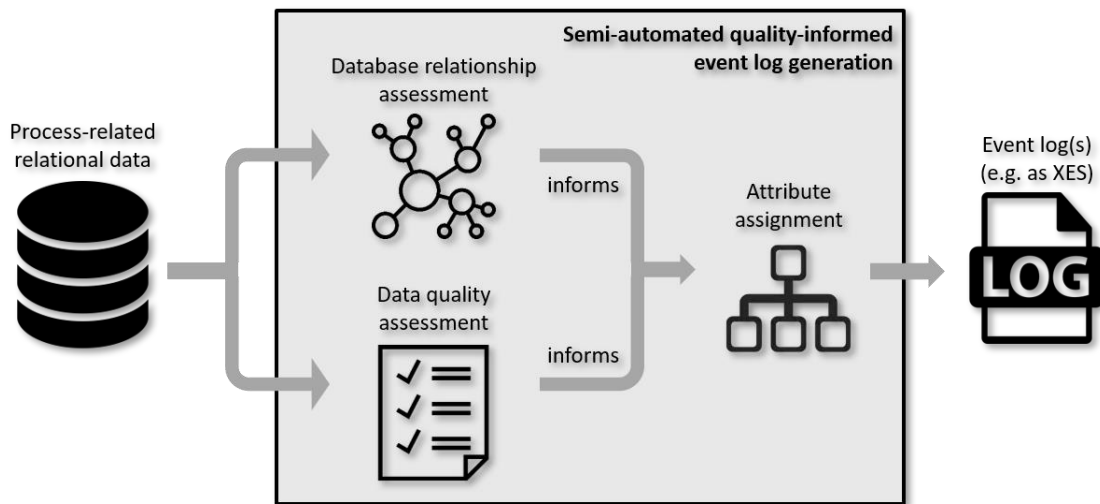 Semi-automated quality-informed
event log generation
Process-related
relational data
Database relationship
assessment
informs
Data quality
assessment
informs
Attribute
assignment
Event log(s)
(e.g. as XES)
LOG